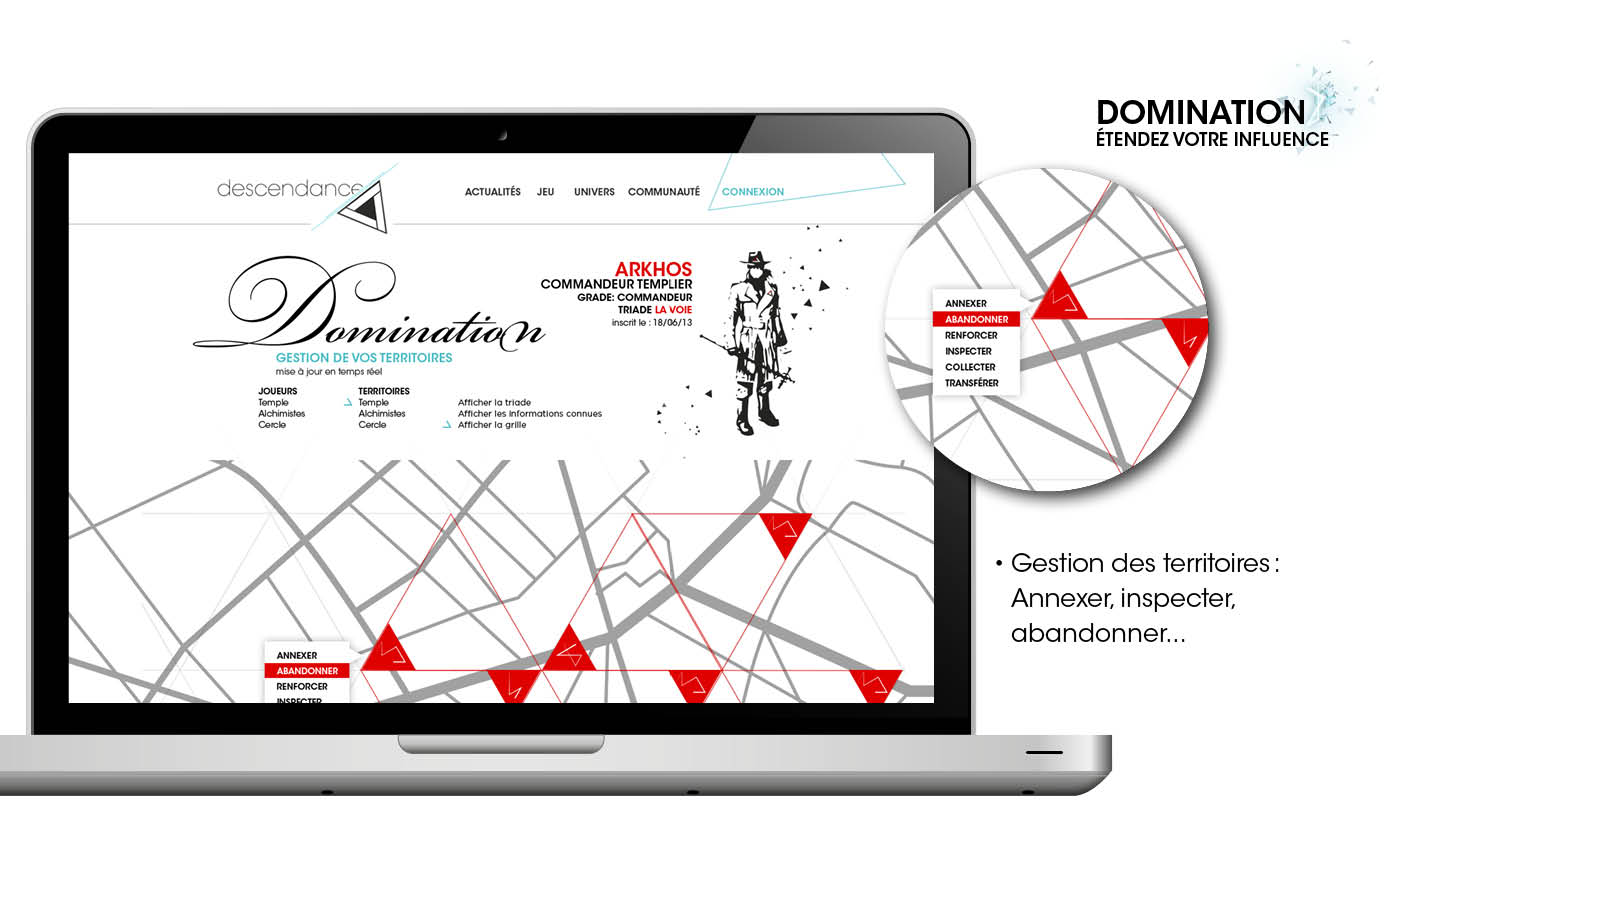 DOMINATION
ÉTENDEZ VOTRE INFLUENCE
descendance
ACTUALITÉS JEU UNIVERS COMMUNAUTÉ CONNEXION
Domination
GESTION DE VOS TERRITOIRES
mise à jour en temps réel
ARKHOS
COMMANDEUR TEMPLIER
GRADE: COMMANDEUR
TRIADE LA VOIE
inscrit le : 18/06/13
JOUEURS
Temple
Alchimistes
Cercle
TERRITOIRES
Temple
Alchimistes
Cercle
Afficher la triade
Afficher les informations connues
Afficher la grille
ANNEXER
ABANDONNER
RENFORCER
INSPECTER
ANNEXER
ABANDONNER
RENFORCER
INSPECTER
COLLECTER
TRANSFÉRER
• Gestion des territoires :
Annexer, inspecter,
abandonner...